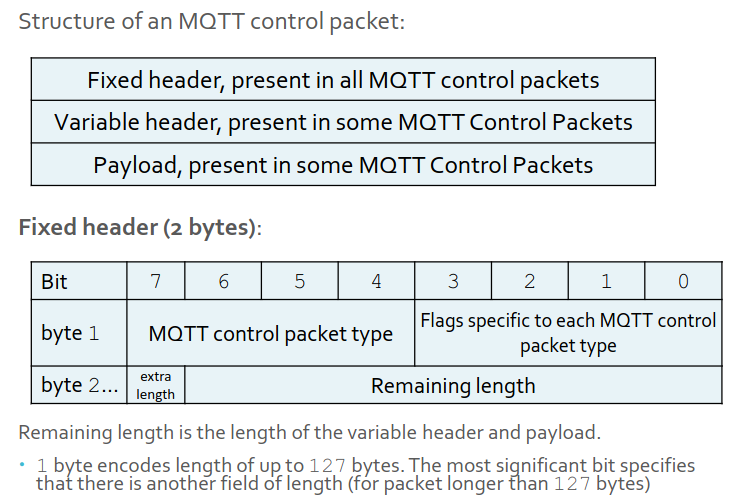 Structure of an MQTT control packet:
Fixed header, present in all MQTT control packets
Variable header, present in some MQTT Control Packets
Payload, present in some MQTT Control Packets
Fixed header (2 bytes):
Bit 7 6 5 4 3 2 1 0
byte 1 MQTT control packet type Flags specific to each MQTT control
packet type
byte 2... extra
length Remaining length
Remaining length is the length of the variable header and payload.
• 1 byte encodes length of up to 127 bytes. The most significant bit specifies
that there is another field of length (for packet longer than 127 bytes)